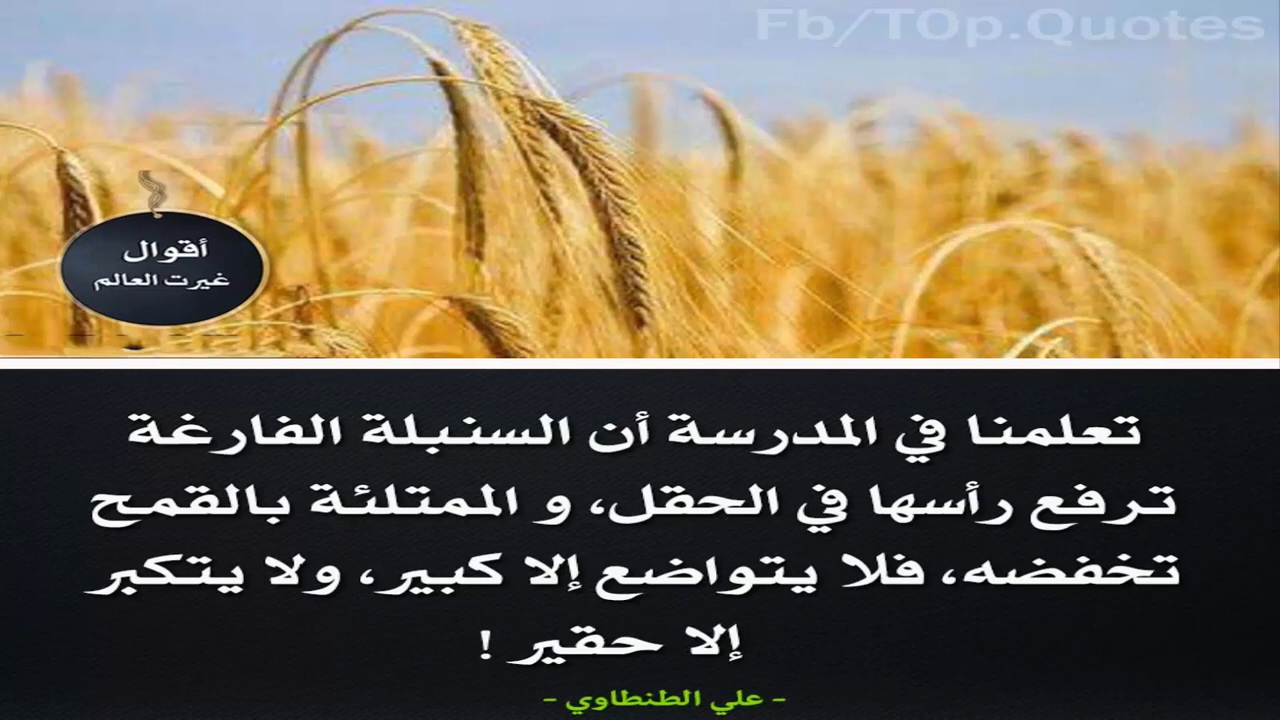 Fb/TOp.Quotes
أقوال
غيرت العالم
تعلمنا في المدرسة أن السنبلة الفارغة
ترفع رأسها في الحقل، و الممتلئة بالقمح
تخفضه، فلا يتواضع إلا كبير، ولا يتكبر
إلا حقير !
- علي الطنطاوي -